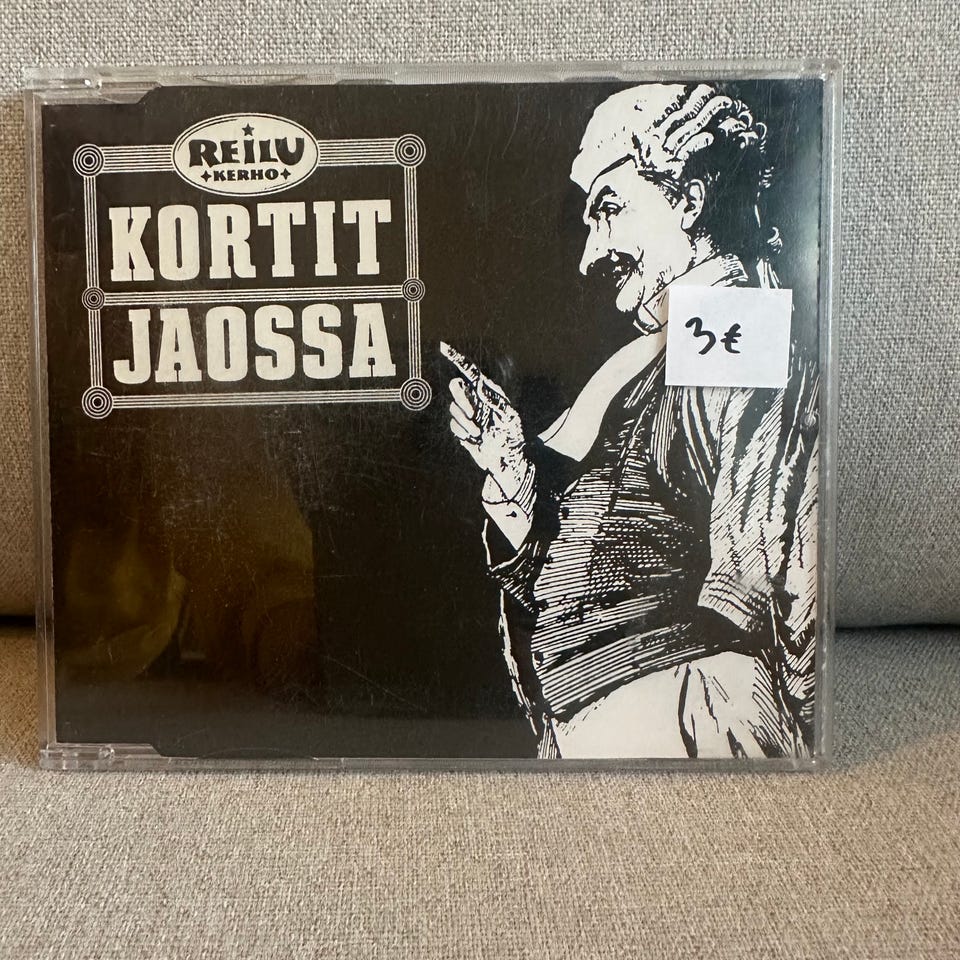 REILU
KERHO
KORTIT
JAOSSA
3€